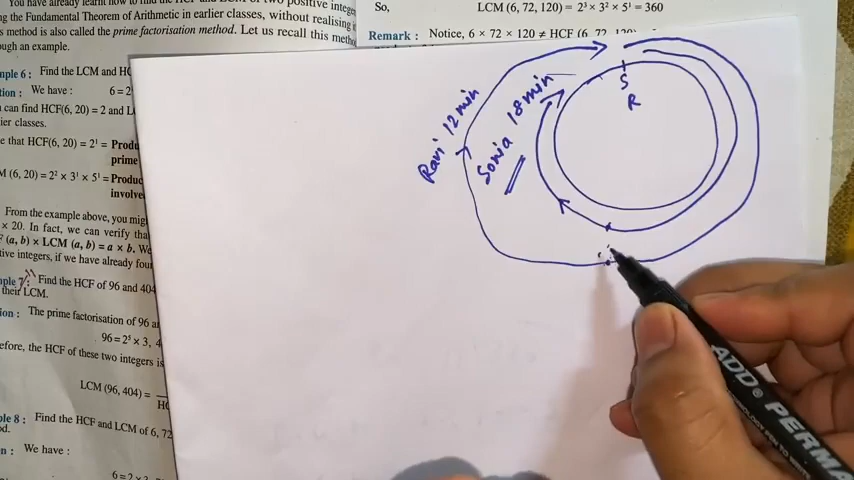 You have already learnt how to find the HCF and LCM of two positive integers
g the Fundamental Theorem of Arithmetic in earlier classes, without realising
s method is also called the prime factorisation method. Let us recall this
ough an example.
mple 6 : Find the LCM and HC
tion : We have : 6 = 2
can find HCF(6, 20) = 2 and L
ier classes.
e that HCF(6, 20) = 2¹ = Produ
prime
M (6, 20) = 2² × 3¹ × 5¹ = Produc
involve
From the example above, you mig
× 20. In fact, we can verify tha
F (a, b) × LCM (a, b) = a × b. We
tive integers, if we have already fou
mple 7 : Find the HCF of 96 and 404
their LCM.
ion : The prime factorisation of 96 a
96 = 2⁵ × 3, 4
efore, the HCF of these two integers is
LCM (96, 404) =
HC
ple 8 : Find the HCF and LCM of 6, 72
od.
n : We have :
6 = 2 × 3
So,
LCM (6, 72, 120) = 2³ × 3² × 5¹ = 360
Remark : Notice, 6 × 72 × 120 ≠ HCF (6, 72, 120)
Ravi 12 min
Sonia 18 min
S
R
ADD PERMA